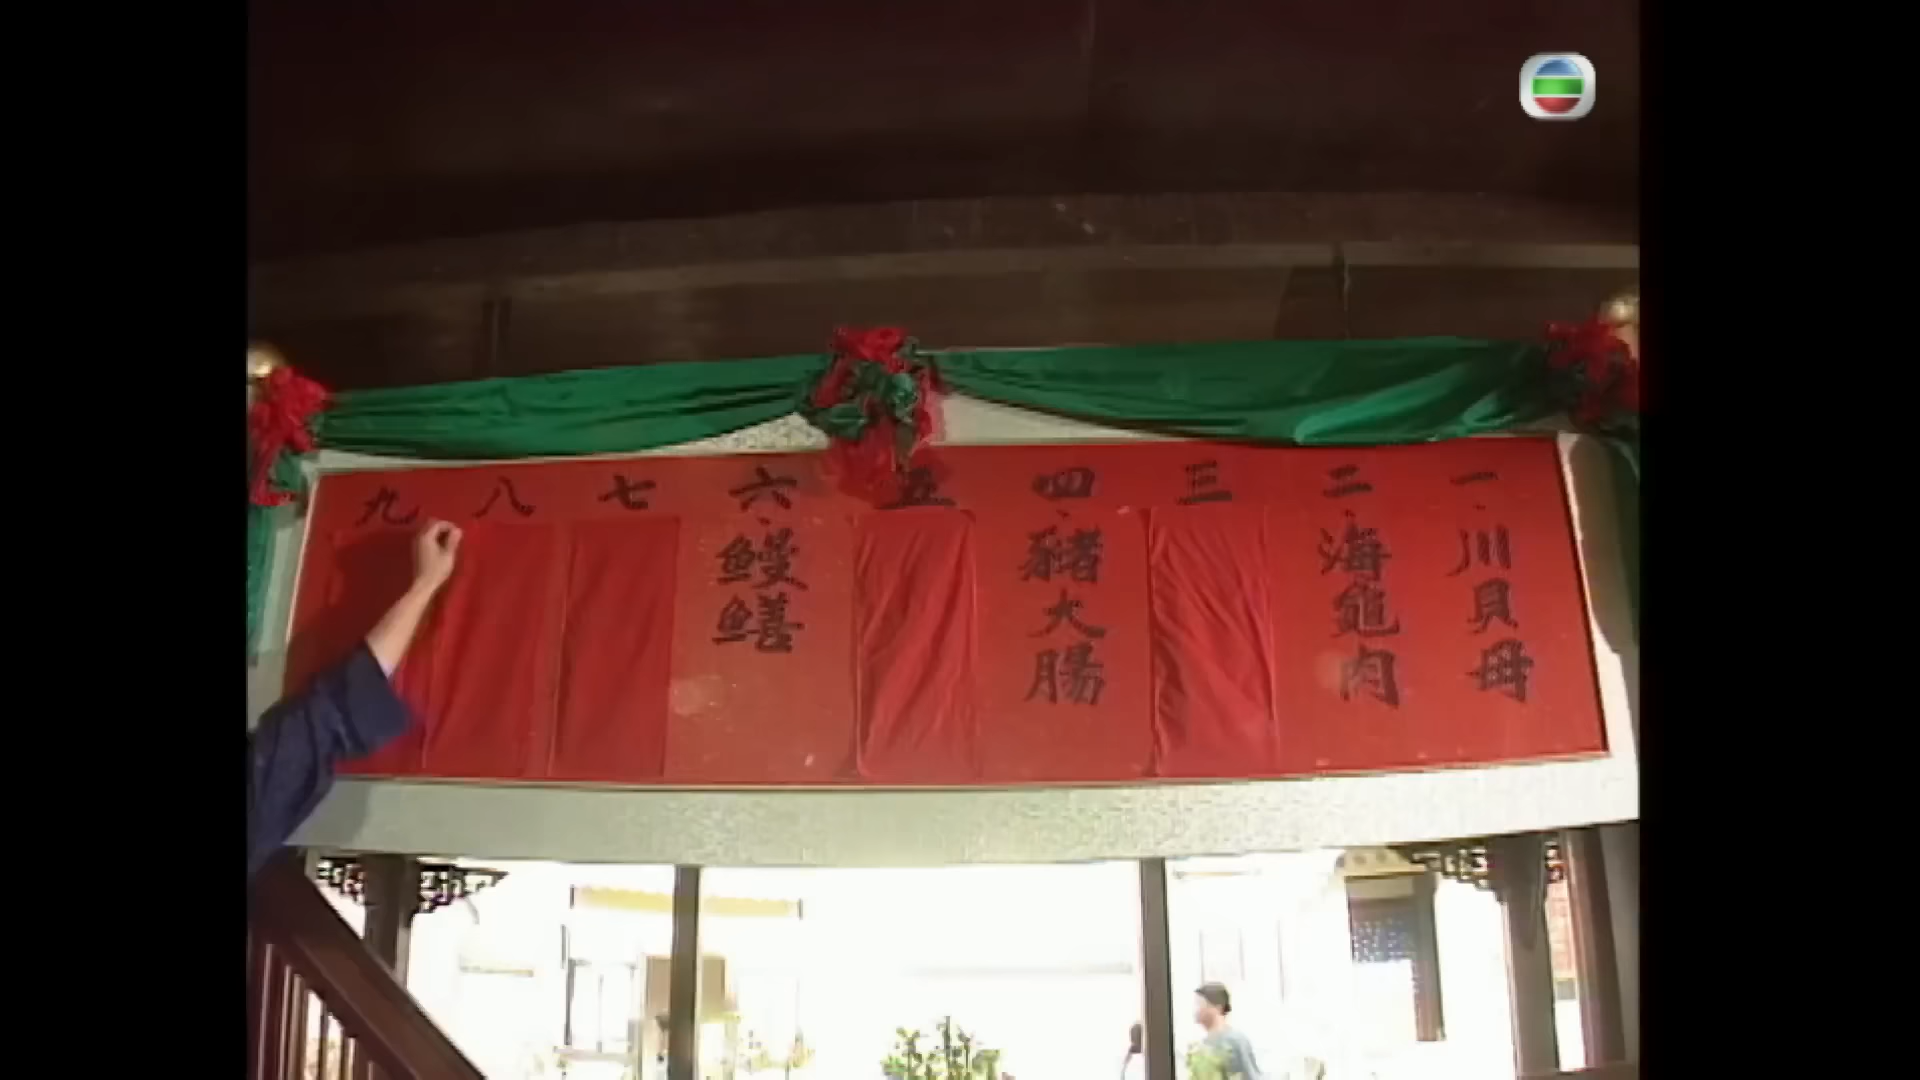 一、川貝母
二、海龜肉
三
四、豬大腸
五
六、鰻鱔
七
八
九